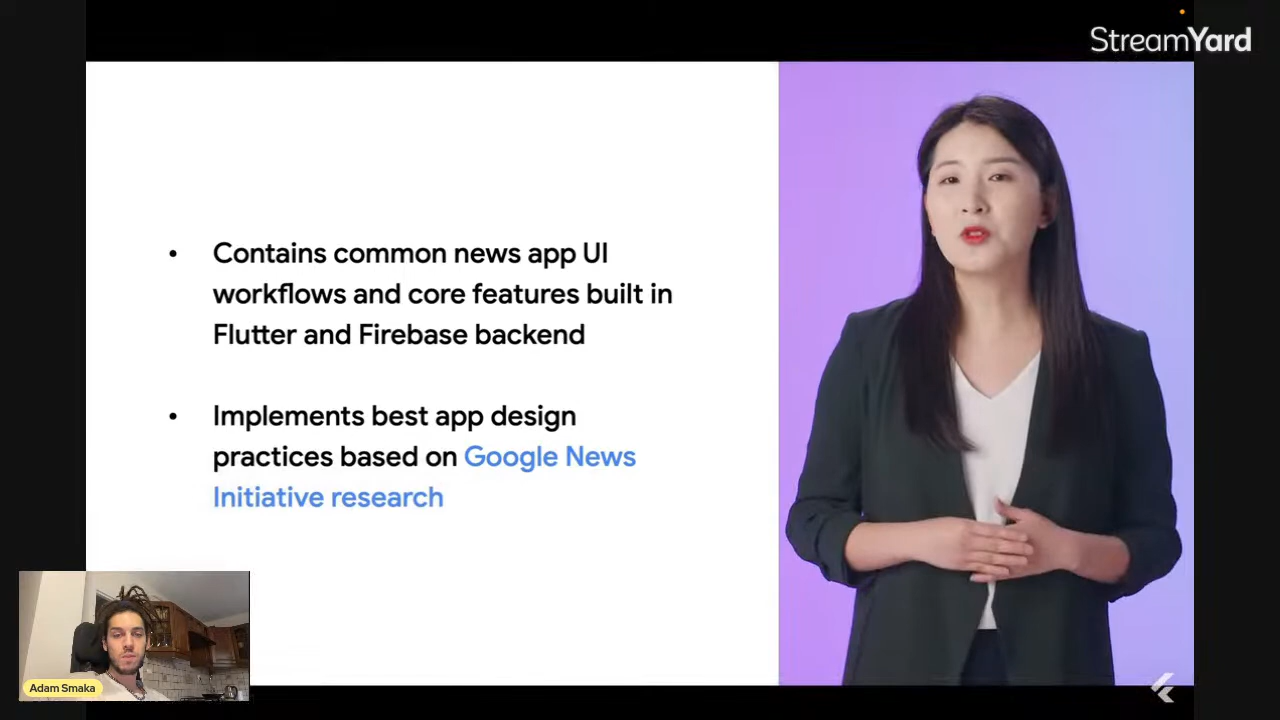 StreamYard
• Contains common news app UI
workflows and core features built in
Flutter and Firebase backend
• Implements best app design
practices based on Google News
Initiative research
Adam Smaka